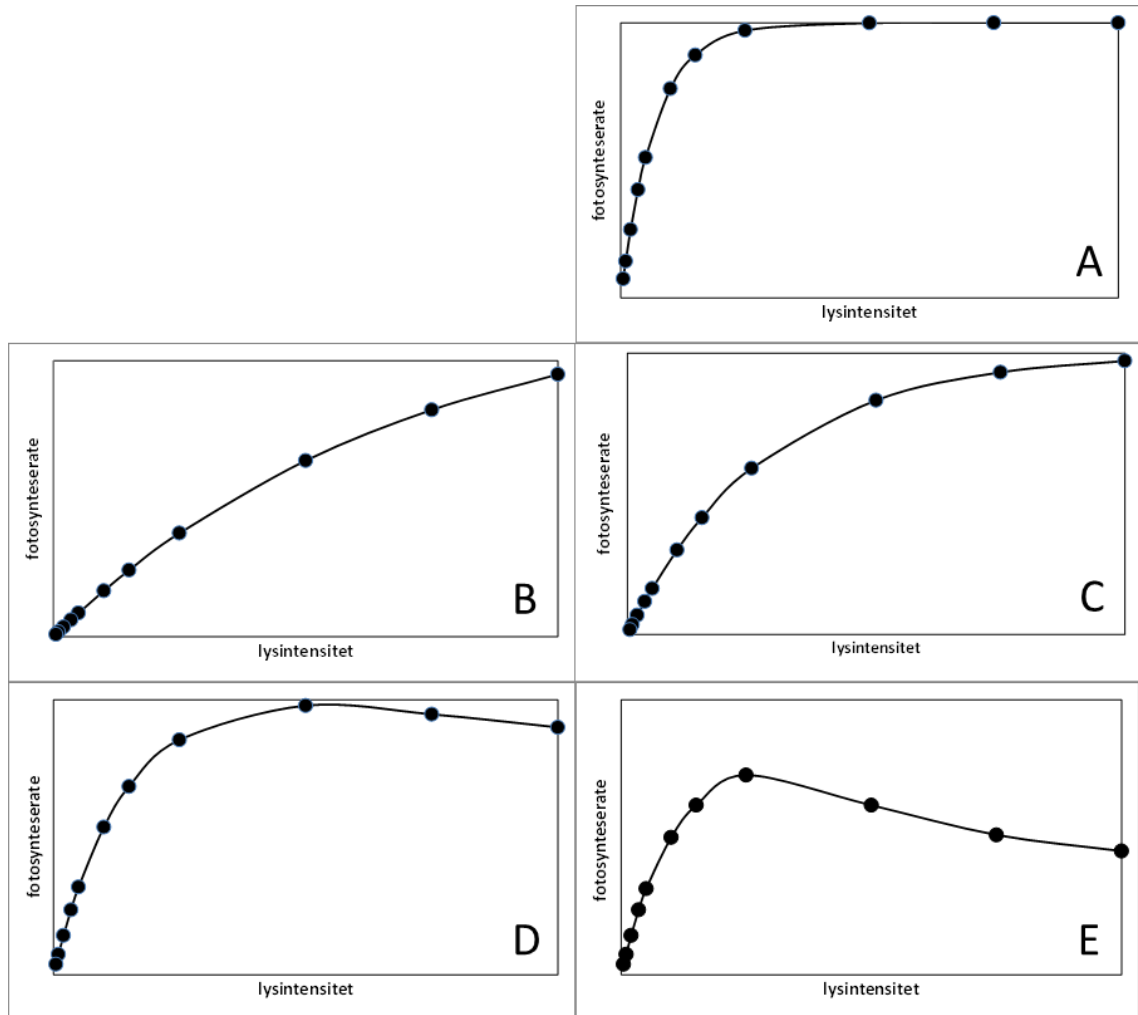 fotosynteserate
A
lysintensitet
fotosynteserate
B
lysintensitet
fotosynteserate
C
lysintensitet
fotosynteserate
D
lysintensitet
fotosynteserate
E
lysintensitet